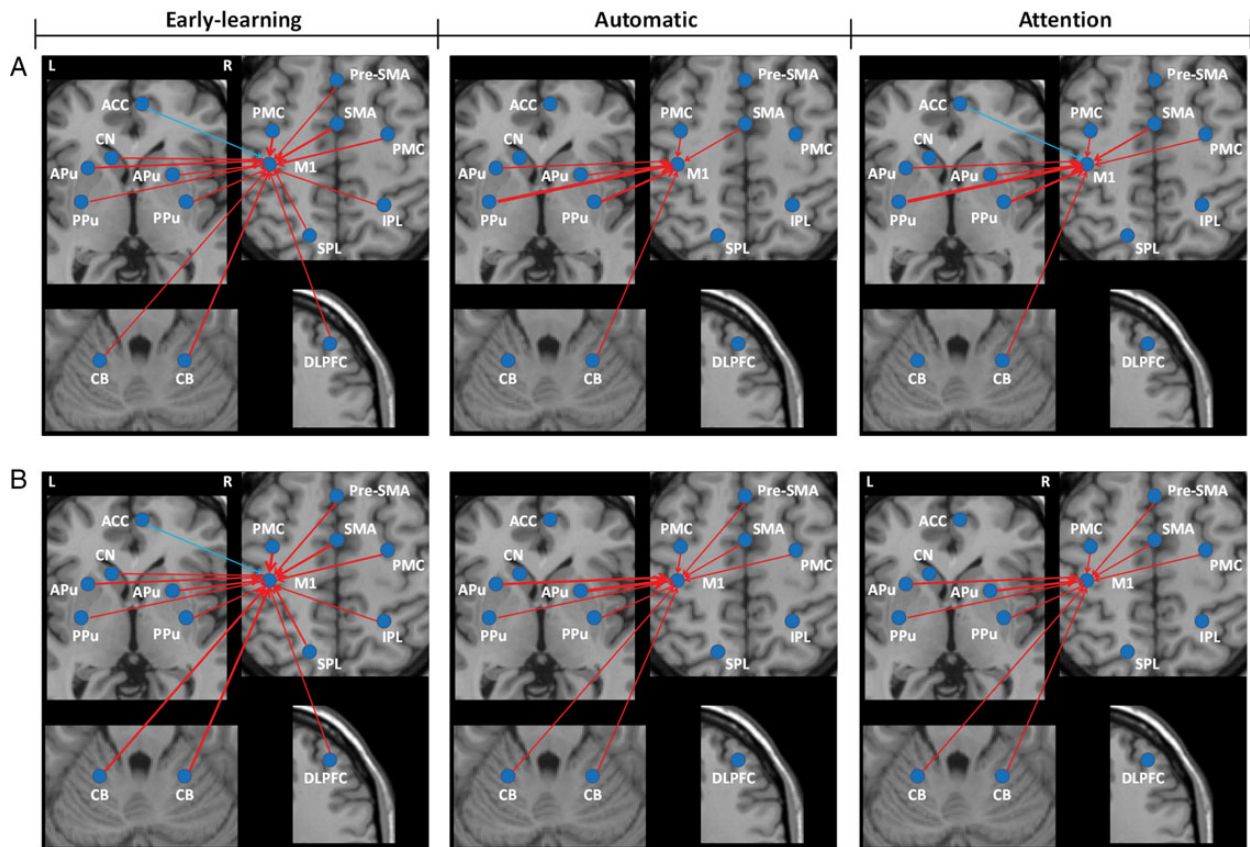 Early-learning Automatic Attention
A
L R
Pre-SMA
ACC
PMC SMA
CN
PMC
M1
APu APu
PPu PPu
IPL
SPL
CB CB
DLPFC
Pre-SMA
ACC
PMC SMA
CN
PMC
M1
APu APu
PPu PPu
IPL
SPL
CB CB
DLPFC
Pre-SMA
ACC
PMC SMA
CN
PMC
M1
APu APu
PPu PPu
IPL
SPL
CB CB
DLPFC
B
L R
Pre-SMA
ACC
PMC SMA
CN
PMC
M1
APu APu
PPu PPu
IPL
SPL
CB CB
DLPFC
Pre-SMA
ACC
PMC SMA
CN
PMC
M1
APu APu
PPu PPu
IPL
SPL
CB CB
DLPFC
L R
Pre-SMA
ACC
PMC SMA
CN
PMC
M1
APu APu
PPu PPu
IPL
SPL
CB CB
DLPFC